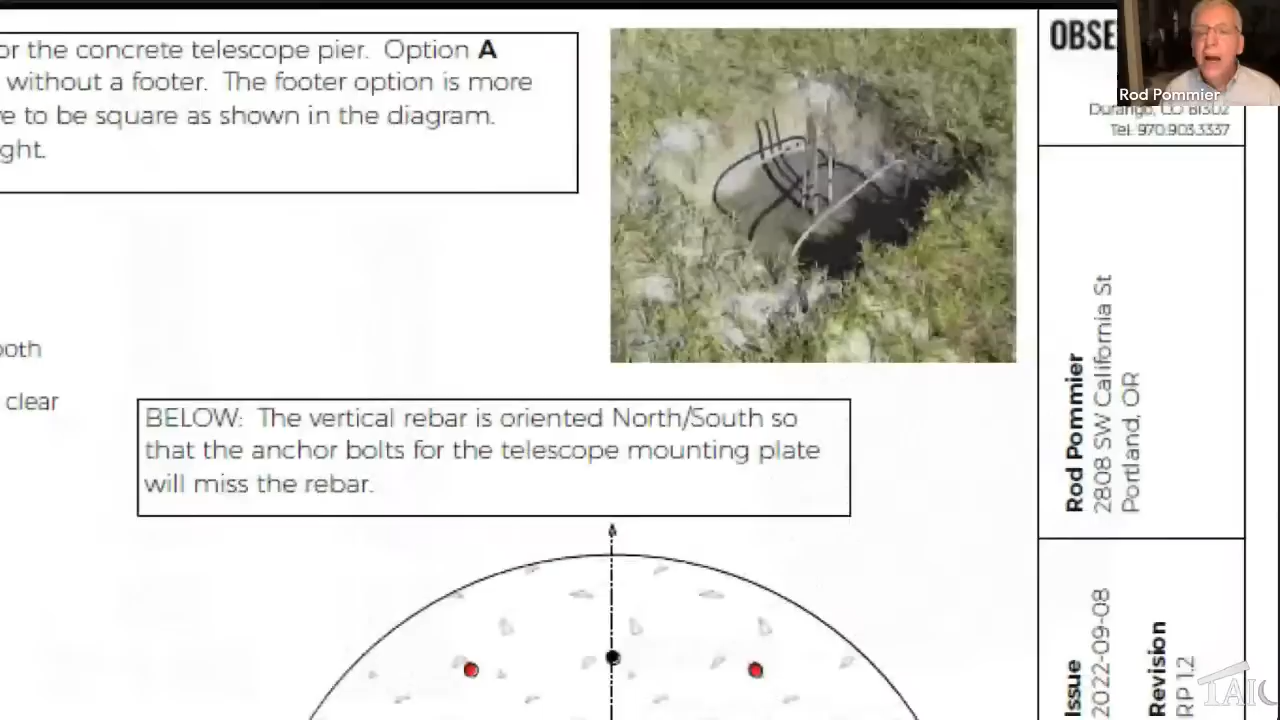 or the concrete telescope pier. Option A
without a footer. The footer option is more
e to be square as shown in the diagram.
ght.
OBSE
Rod Pommier
Durango, CO 81302
Tel: 970.903.3337
ooth
clear
BELOW: The vertical rebar is oriented North/South so
that the anchor bolts for the telescope mounting plate
will miss the rebar.
Rod Pommier
2808 SW California St
Portland, OR
Issue
2022-09-08
Revision
RP 1.2
TAIC